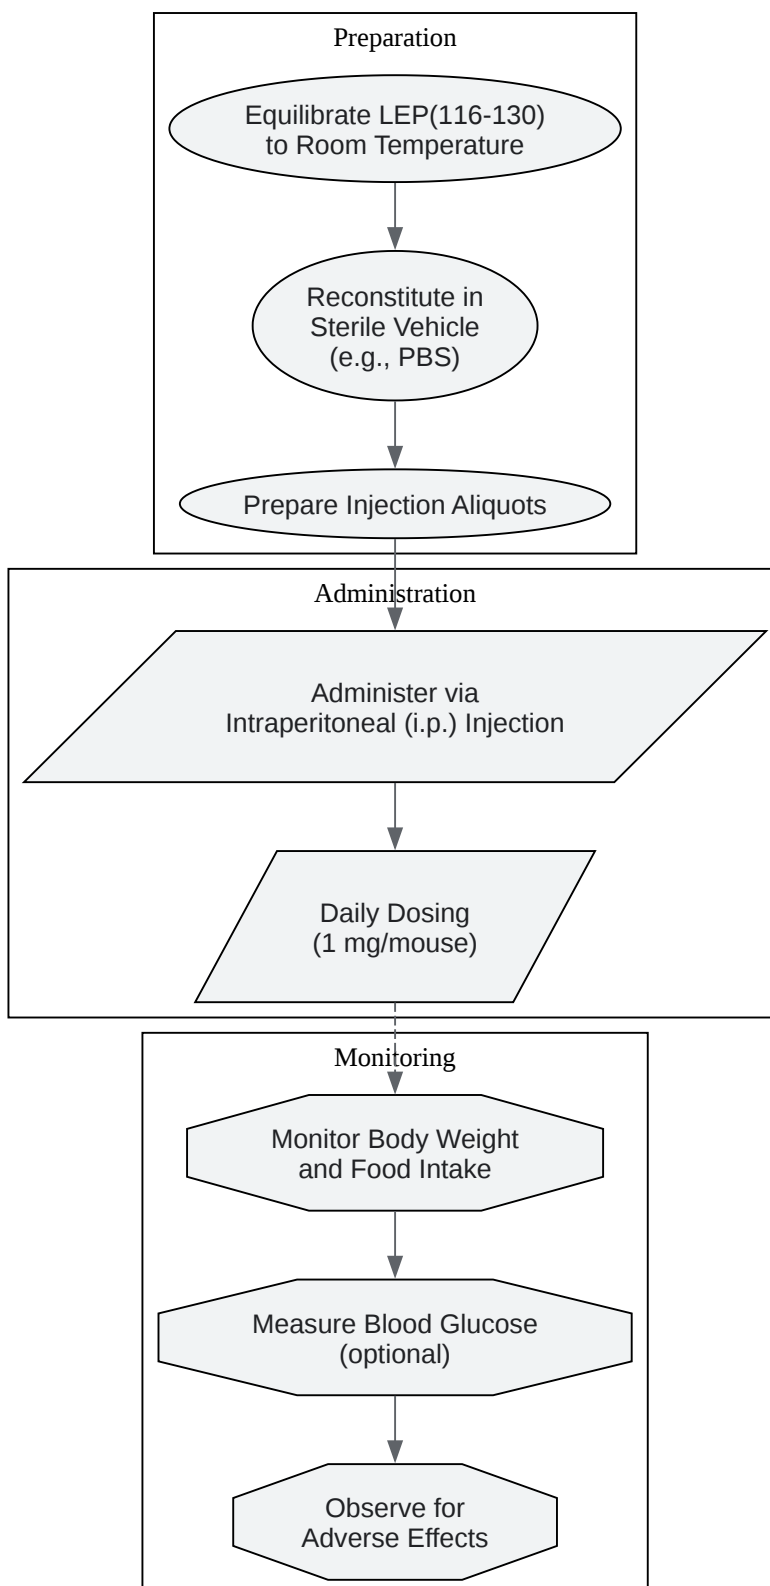 Preparation
Equilibrate LEP(116-130)
to Room Temperature
Reconstitute in
Sterile Vehicle
(e.g., PBS)
Prepare Injection Aliquots
Administration
Administer via
Intraperitoneal (i.p.) Injection
Daily Dosing
(1 mg/mouse)
Monitoring
Monitor Body Weight
and Food Intake
Measure Blood Glucose
(optional)
Observe for
Adverse Effects